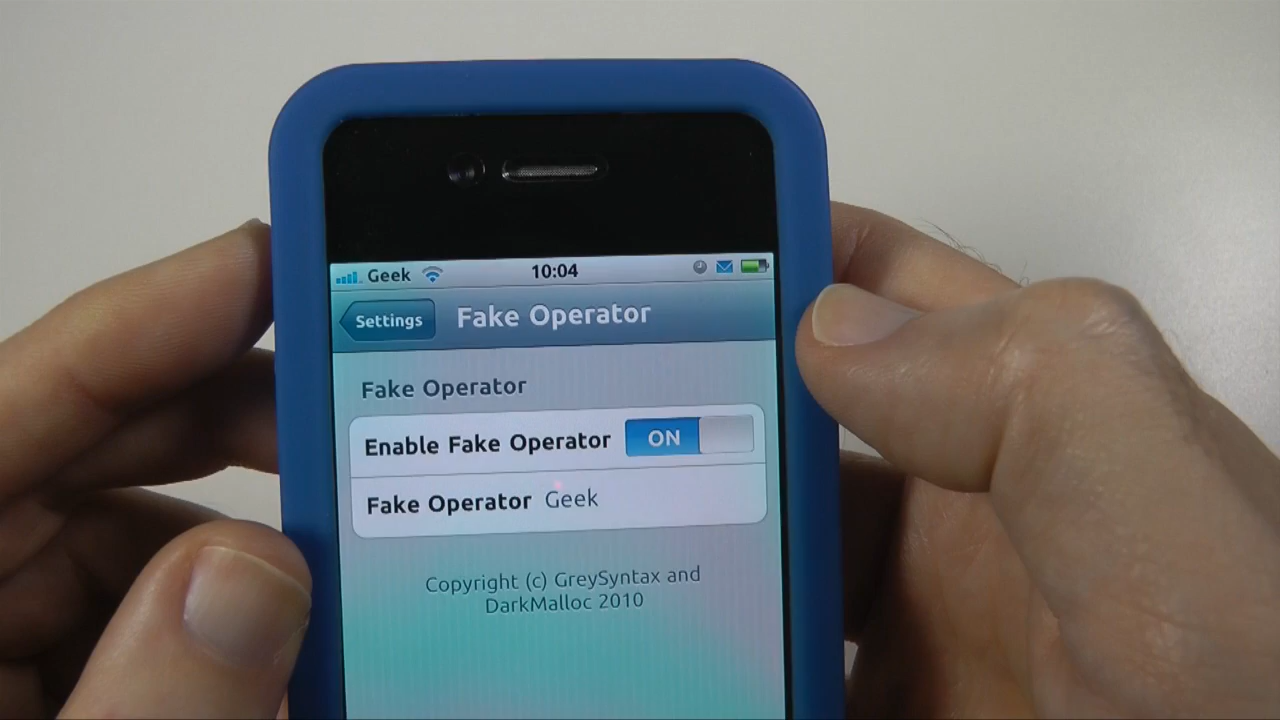 Geek 10:04
Settings Fake Operator
Fake Operator
Enable Fake Operator ON
Fake Operator Geek
Copyright (c) GreySyntax and
DarkMalloc 2010